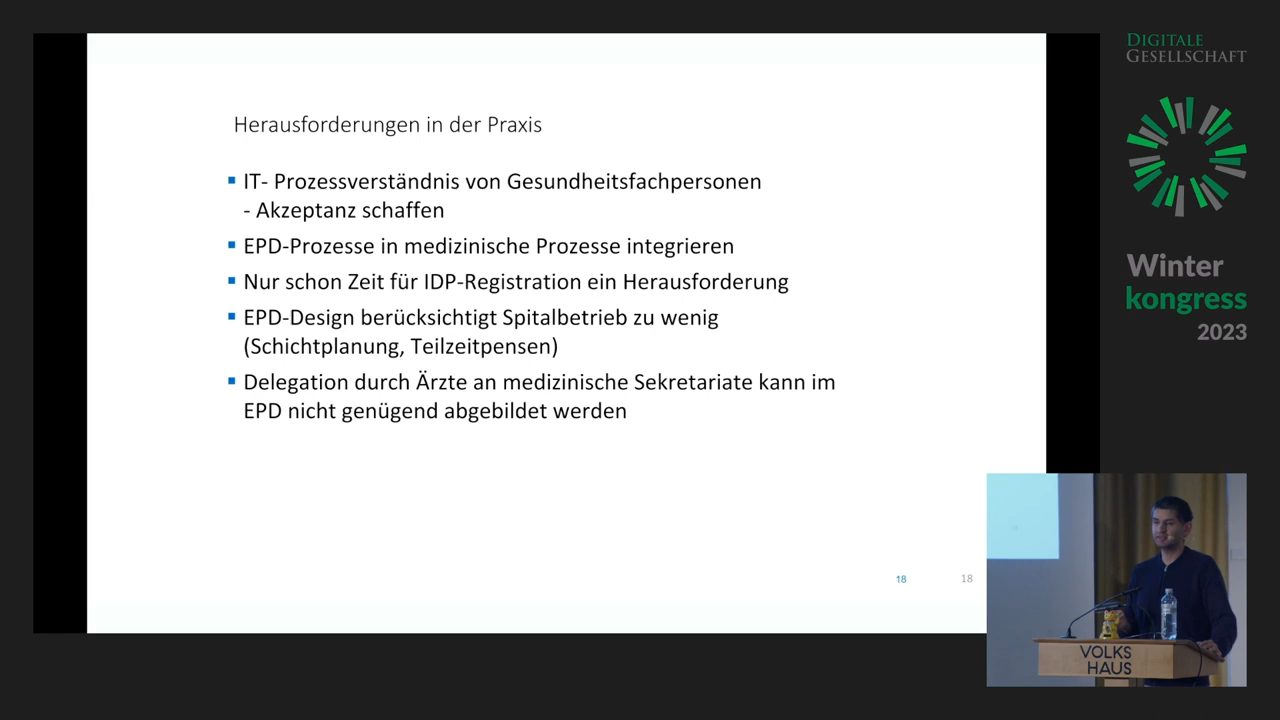 Herausforderungen in der Praxis
▪ IT- Prozessverständnis von Gesundheitsfachpersonen
- Akzeptanz schaffen
▪ EPD-Prozesse in medizinische Prozesse integrieren
▪ Nur schon Zeit für IDP-Registration ein Herausforderung
▪ EPD-Design berücksichtigt Spitalbetrieb zu wenig
(Schichtplanung, Teilzeitpensen)
▪ Delegation durch Ärzte an medizinische Sekretariate kann im
EPD nicht genügend abgebildet werden
18
18
DIGITALE
GESELLSCHAFT
Winter
kongress
2023
VOLKS
HAUS